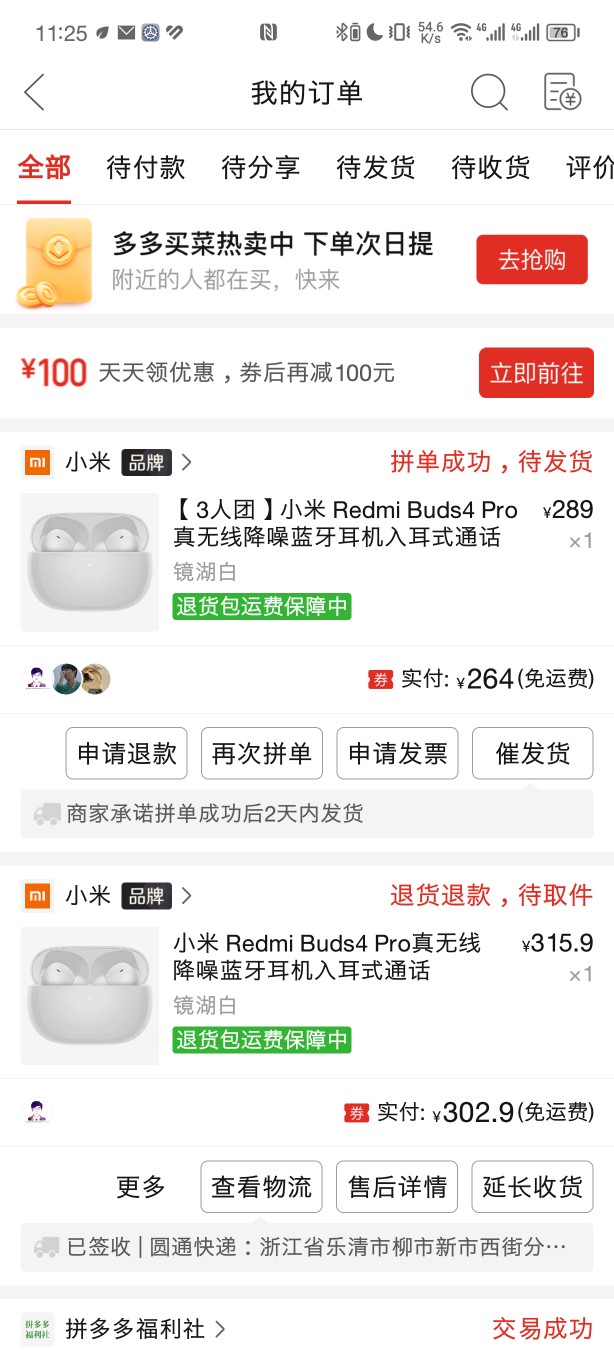 11:25
54.6
K/s
4G
4G
76
我的订单
全部
待付款
待分享
待发货
待收货
评价
多多买菜热卖中 下单次日提
附近的人都在买，快来
去抢购
¥100
天天领优惠，券后再减100元
立即前往
小米
品牌
拼单成功，待发货
【3人团】小米 Redmi Buds4 Pro
¥289
真无线降噪蓝牙耳机入耳式通话
×1
镜湖白
退货包运费保障中
券 实付: ¥264(免运费)
申请退款
再次拼单
申请发票
催发货
商家承诺拼单成功后2天内发货
小米
品牌
退货退款，待取件
小米 Redmi Buds4 Pro真无线
¥315.9
降噪蓝牙耳机入耳式通话
×1
镜湖白
退货包运费保障中
券 实付: ¥302.9(免运费)
更多
查看物流
售后详情
延长收货
已签收 | 圆通快递：浙江省乐清市柳市新市西街分…
拼多多
福利社
拼多多福利社
交易成功